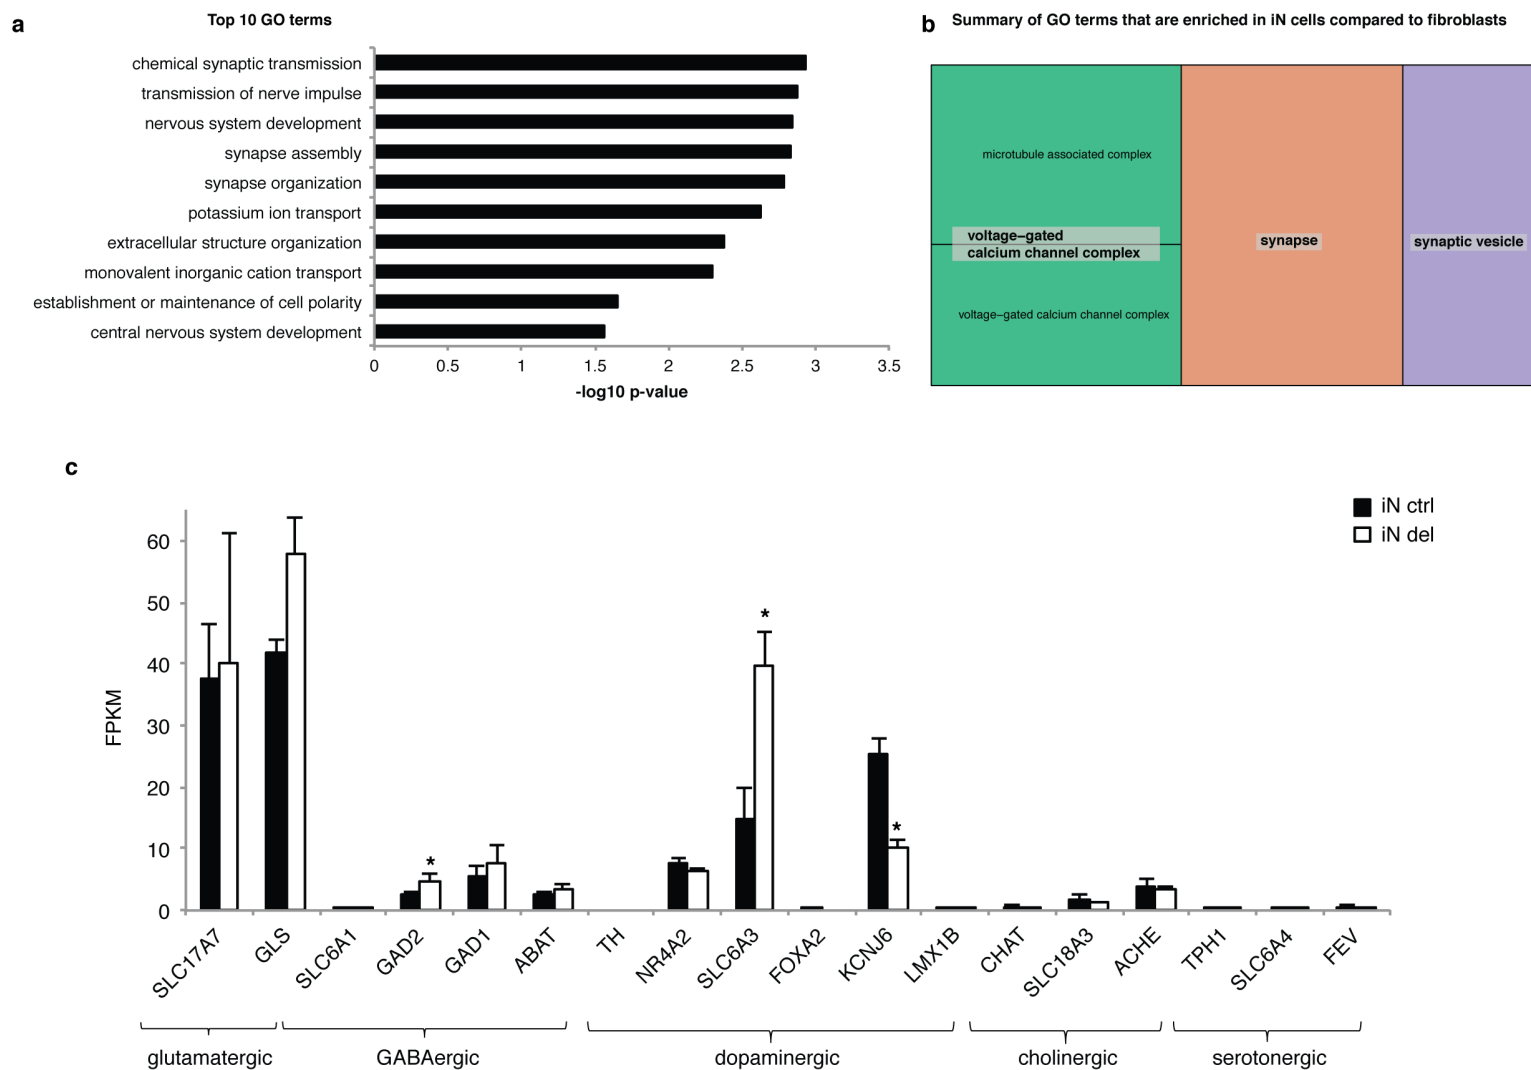 a
Top 10 GO terms
chemical synaptic transmission
transmission of nerve impulse
nervous system development
synapse assembly
synapse organization
potassium ion transport
extracellular structure organization
monovalent inorganic cation transport
establishment or maintenance of cell polarity
central nervous system development
0 0.5 1 1.5 2 2.5 3 3.5
-log10 p-value
b
Summary of GO terms that are enriched in iN cells compared to fibroblasts
microtubule associated complex
voltage–gated
calcium channel complex
voltage–gated calcium channel complex
synapse
synaptic vesicle
c
iN ctrl
iN del
FPKM
60
50
40
30
20
10
0
*
*
*
SLC17A7
GLS
SLC6A1
GAD2
GAD1
ABAT
TH
NR4A2
SLC6A3
FOXA2
KCNJ6
LMX1B
CHAT
SLC18A3
ACHE
TPH1
SLC6A4
FEV
glutamatergic GABAergic dopaminergic cholinergic serotonergic